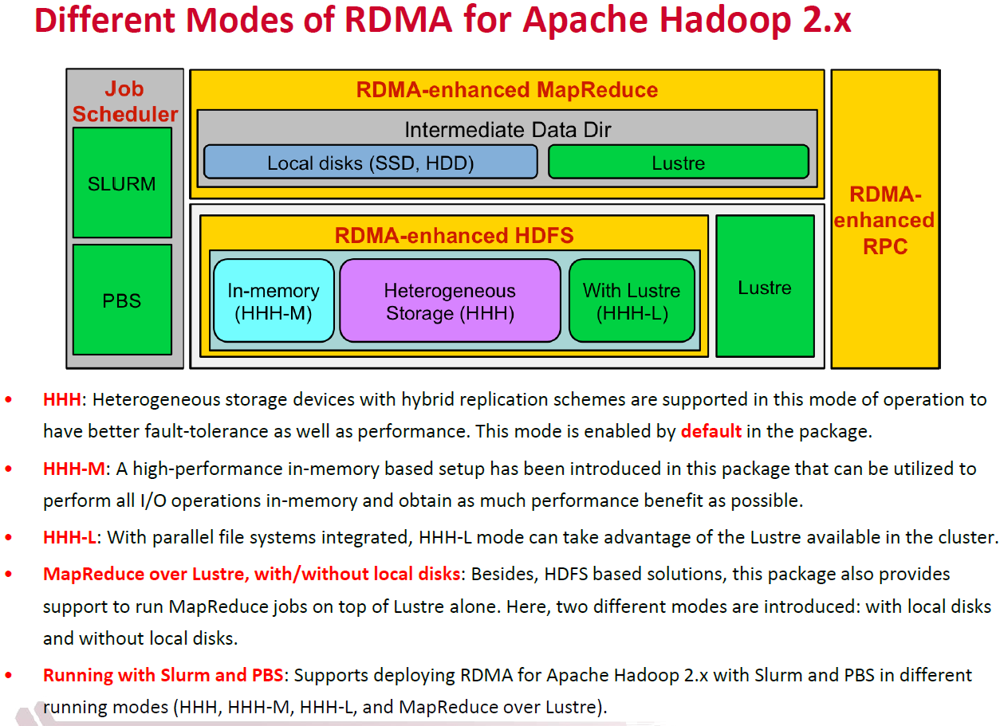 Different Modes of RDMA for Apache Hadoop 2.x
Job
Scheduler
SLURM
PBS
RDMA-enhanced MapReduce
Intermediate Data Dir
Local disks (SSD, HDD)
Lustre
RDMA-enhanced HDFS
In-memory
(HHH-M)
Heterogeneous
Storage (HHH)
With Lustre
(HHH-L)
Lustre
RDMA-
enhanced
RPC
• HHH: Heterogeneous storage devices with hybrid replication schemes are supported in this mode of operation to
have better fault-tolerance as well as performance. This mode is enabled by default in the package.
• HHH-M: A high-performance in-memory based setup has been introduced in this package that can be utilized to
perform all I/O operations in-memory and obtain as much performance benefit as possible.
• HHH-L: With parallel file systems integrated, HHH-L mode can take advantage of the Lustre available in the cluster.
• MapReduce over Lustre, with/without local disks: Besides, HDFS based solutions, this package also provides
support to run MapReduce jobs on top of Lustre alone. Here, two different modes are introduced: with local disks
and without local disks.
• Running with Slurm and PBS: Supports deploying RDMA for Apache Hadoop 2.x with Slurm and PBS in different
running modes (HHH, HHH-M, HHH-L, and MapReduce over Lustre).